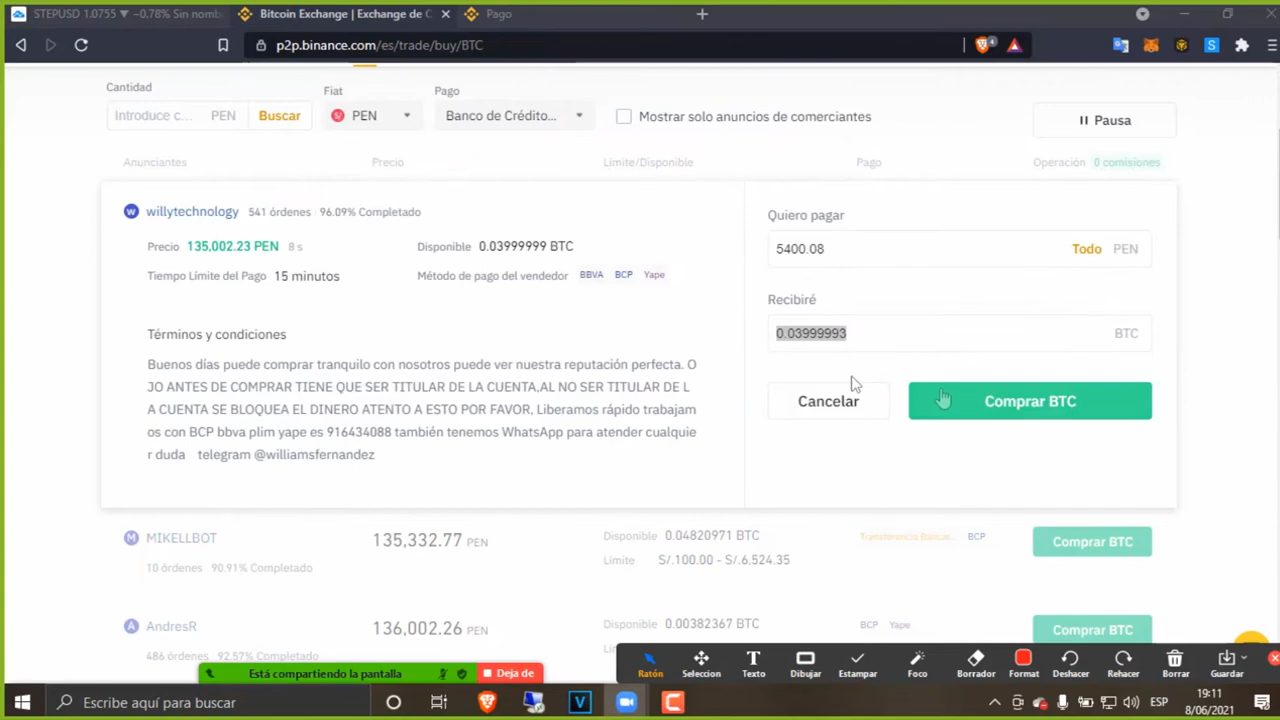 STEPUSD 1.0755 ▼ −0.78% Sin nomb
Bitcoin Exchange | Exchange de C
Pago
p2p.binance.com/es/trade/buy/BTC
Cantidad
Fiat
Pago
Introduce c... PEN Buscar
PEN
Banco de Crédito...
Mostrar solo anuncios de comerciantes
Pausa
Anunciantes
Precio
Límite/Disponible
Pago
Operación 0 comisiones
W willytechnology 541 órdenes 96.09% Completado
Precio 135,002.23 PEN 8 s
Disponible 0.03999999 BTC
Tiempo Límite del Pago 15 minutos
Método de pago del vendedor BBVA BCP Yape
Términos y condiciones
Buenos días puede comprar tranquilo con nosotros puede ver nuestra reputación perfecta. O
JO ANTES DE COMPRAR TIENE QUE SER TITULAR DE LA CUENTA,AL NO SER TITULAR DE L
A CUENTA SE BLOQUEA EL DINERO ATENTO A ESTO POR FAVOR, Liberamos rápido trabajam
os con BCP bbva plim yape es 916434088 también tenemos WhatsApp para atender cualquie
r duda telegram @williamsfernandez
Quiero pagar
5400.08 Todo PEN
Recibiré
0.03999993 BTC
Cancelar
Comprar BTC
M MIKELLBOT
10 órdenes 90.91% Completado
135,332.77 PEN
Disponible 0.04820971 BTC
Límite S/.100.00 - S/.6,524.35
Transferencia Bancar... BCP
Comprar BTC
A AndresR
486 órdenes 92.57% Completado
136,002.26 PEN
Disponible 0.00382367 BTC
BCP Yape
Comprar BTC
Está compartiendo la pantalla
Deja de
Ratón
Seleccion
Texto
Dibujar
Estampar
Foco
Borrador
Format
Deshacer
Rehacer
Borrar
Guardar
Escribe aquí para buscar
ESP
19:11
8/06/2021